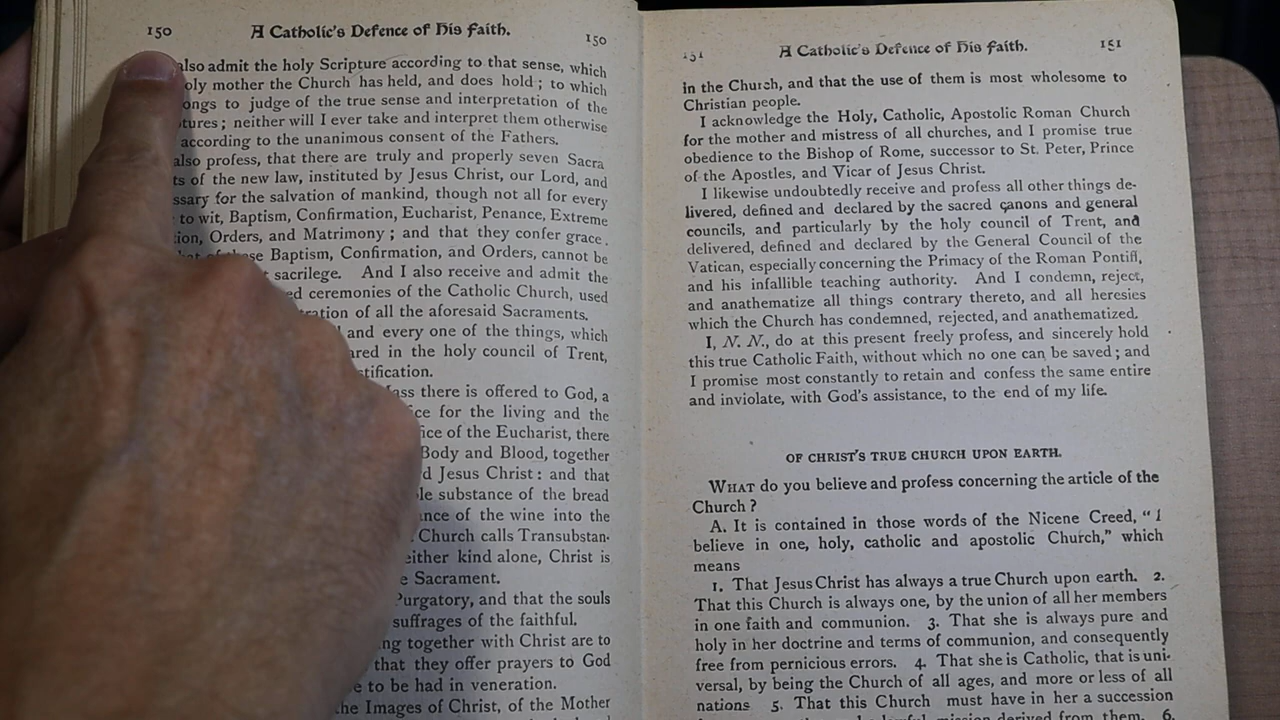 150 A Catholic's Defence of His faith. 150
also admit the holy Scripture according to that sense, which
oly mother the Church has held, and does hold; to which
ongs to judge of the true sense and interpretation of the
tures; neither will I ever take and interpret them otherwise
according to the unanimous consent of the Fathers.
also profess, that there are truly and properly seven Sacra
ts of the new law, instituted by Jesus Christ, our Lord, and
ssary for the salvation of mankind, though not all for every
to wit, Baptism, Confirmation, Eucharist, Penance, Extreme
tion, Orders, and Matrimony; and that they confer grace.
Baptism, Confirmation, and Orders, cannot be
sacrilege. And I also receive and admit the
ed ceremonies of the Catholic Church, used
tration of all the aforesaid Sacraments.
and every one of the things, which
ared in the holy council of Trent,
stification.
ass there is offered to God, a
ice for the living and the
fice of the Eucharist, there
Body and Blood, together
d Jesus Christ: and that
le substance of the bread
ance of the wine into the
Church calls Transubstan-
either kind alone, Christ is
e Sacrament.
Purgatory, and that the souls
suffrages of the faithful.
ng together with Christ are to
that they offer prayers to God
e to be had in veneration.
the Images of Christ, of the Mother
151 A Catholic's Defence of His faith. 151
in the Church, and that the use of them is most wholesome to
Christian people.
I acknowledge the Holy, Catholic, Apostolic Roman Church
for the mother and mistress of all churches, and I promise true
obedience to the Bishop of Rome, successor to St. Peter, Prince
of the Apostles, and Vicar of Jesus Christ.
I likewise undoubtedly receive and profess all other things de-
livered, defined and declared by the sacred canons and general
councils, and particularly by the holy council of Trent, and
delivered, defined and declared by the General Council of the
Vatican, especially concerning the Primacy of the Roman Pontiff,
and his infallible teaching authority. And I condemn, reject,
and anathematize all things contrary thereto, and all heresies
which the Church has condemned, rejected, and anathematized.
I, N. N., do at this present freely profess, and sincerely hold
this true Catholic Faith, without which no one can be saved; and
I promise most constantly to retain and confess the same entire
and inviolate, with God's assistance, to the end of my life.
OF CHRIST'S TRUE CHURCH UPON EARTH.
WHAT do you believe and profess concerning the article of the
Church?
A. It is contained in those words of the Nicene Creed, "I
believe in one, holy, catholic and apostolic Church," which
means
1. That Jesus Christ has always a true Church upon earth. 2.
That this Church is always one, by the union of all her members
in one faith and communion. 3. That she is always pure and
holy in her doctrine and terms of communion, and consequently
free from pernicious errors. 4. That she is Catholic, that is uni-
versal, by being the Church of all ages, and more or less of all
nations 5. That this Church must have in her a succession
mission derived from them. 6.